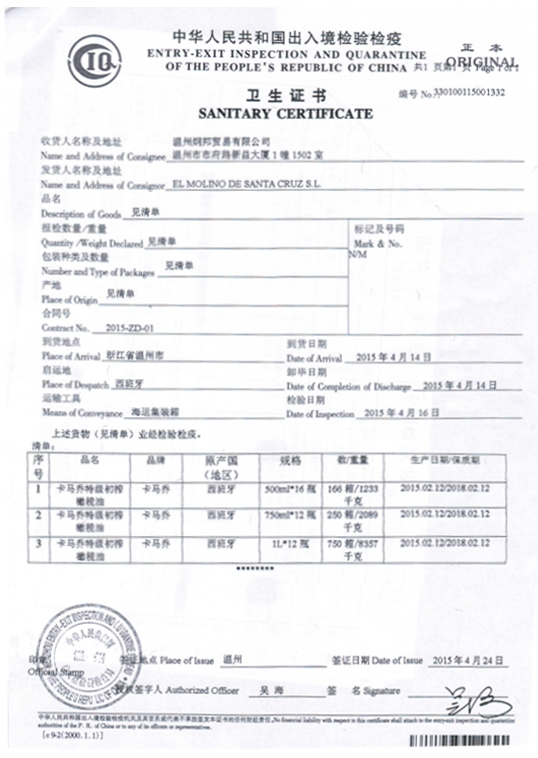 CIQ
中华人民共和国出入境检验检疫
ENTRY-EXIT INSPECTION AND QUARANTINE
OF THE PEOPLE'S REPUBLIC OF CHINA
正 本
ORIGINAL
共1 页第1 页 Page 1 of 1
卫生证书
SANITARY CERTIFICATE
编号 No.: 330100115001332
收货人名称及地址 温州炯邦贸易有限公司
Name and Address of Consignee 温州市市府路新益大厦 1 幢 1502 室
发货人名称及地址
Name and Address of Consignor EL MOLINO DE SANTA CRUZ S.L.
品名
Description of Goods 见清单
报检数量/重量
Quantity /Weight Declared 见清单
标记及号码
Mark & No.
N/M
包装种类及数量
Number and Type of Packages 见清单
产地
Place of Origin 见清单
合同号
Contract No. 2015-ZD-01
到货地点
Place of Arrival 浙江省温州市
到货日期
Date of Arrival 2015 年 4 月 14 日
启运地
Place of Despatch 西班牙
卸毕日期
Date of Completion of Discharge 2015 年 4 月 14 日
运输工具
Means of Conveyance 海运集装箱
检验日期
Date of Inspection 2015 年 4 月 16 日
上述货物（见清单）业经检验检疫。
清单：
序号 品名 品牌 原产国（地区） 规格 数/重量 生产日期/保质期
1 卡马乔特级初榨橄榄油 卡马乔 西班牙 500ml*16 瓶 166 箱/1233 千克 2015.02.12/2018.02.12
2 卡马乔特级初榨橄榄油 卡马乔 西班牙 750ml*12 瓶 250 箱/2089 千克 2015.02.12/2018.02.12
3 卡马乔特级初榨橄榄油 卡马乔 西班牙 1L*12 瓶 750 箱/8357 千克 2015.02.12/2018.02.12
********
印章
Official Stamp
签证地点 Place of Issue 温州
签证日期 Date of Issue 2015 年 4 月 24 日
授权签字人 Authorized Officer 吴 海
签 名 Signature
中华人民共和国出入境检验检疫机关及其官员或代表不承担签发本证书的任何财经责任。No financial liability with respect to this certificate shall attach to the entry-exit inspection and quarantine
authorities of the P. R. of China or to any of its officers or representatives.
[c9-2(2000.1.1)]